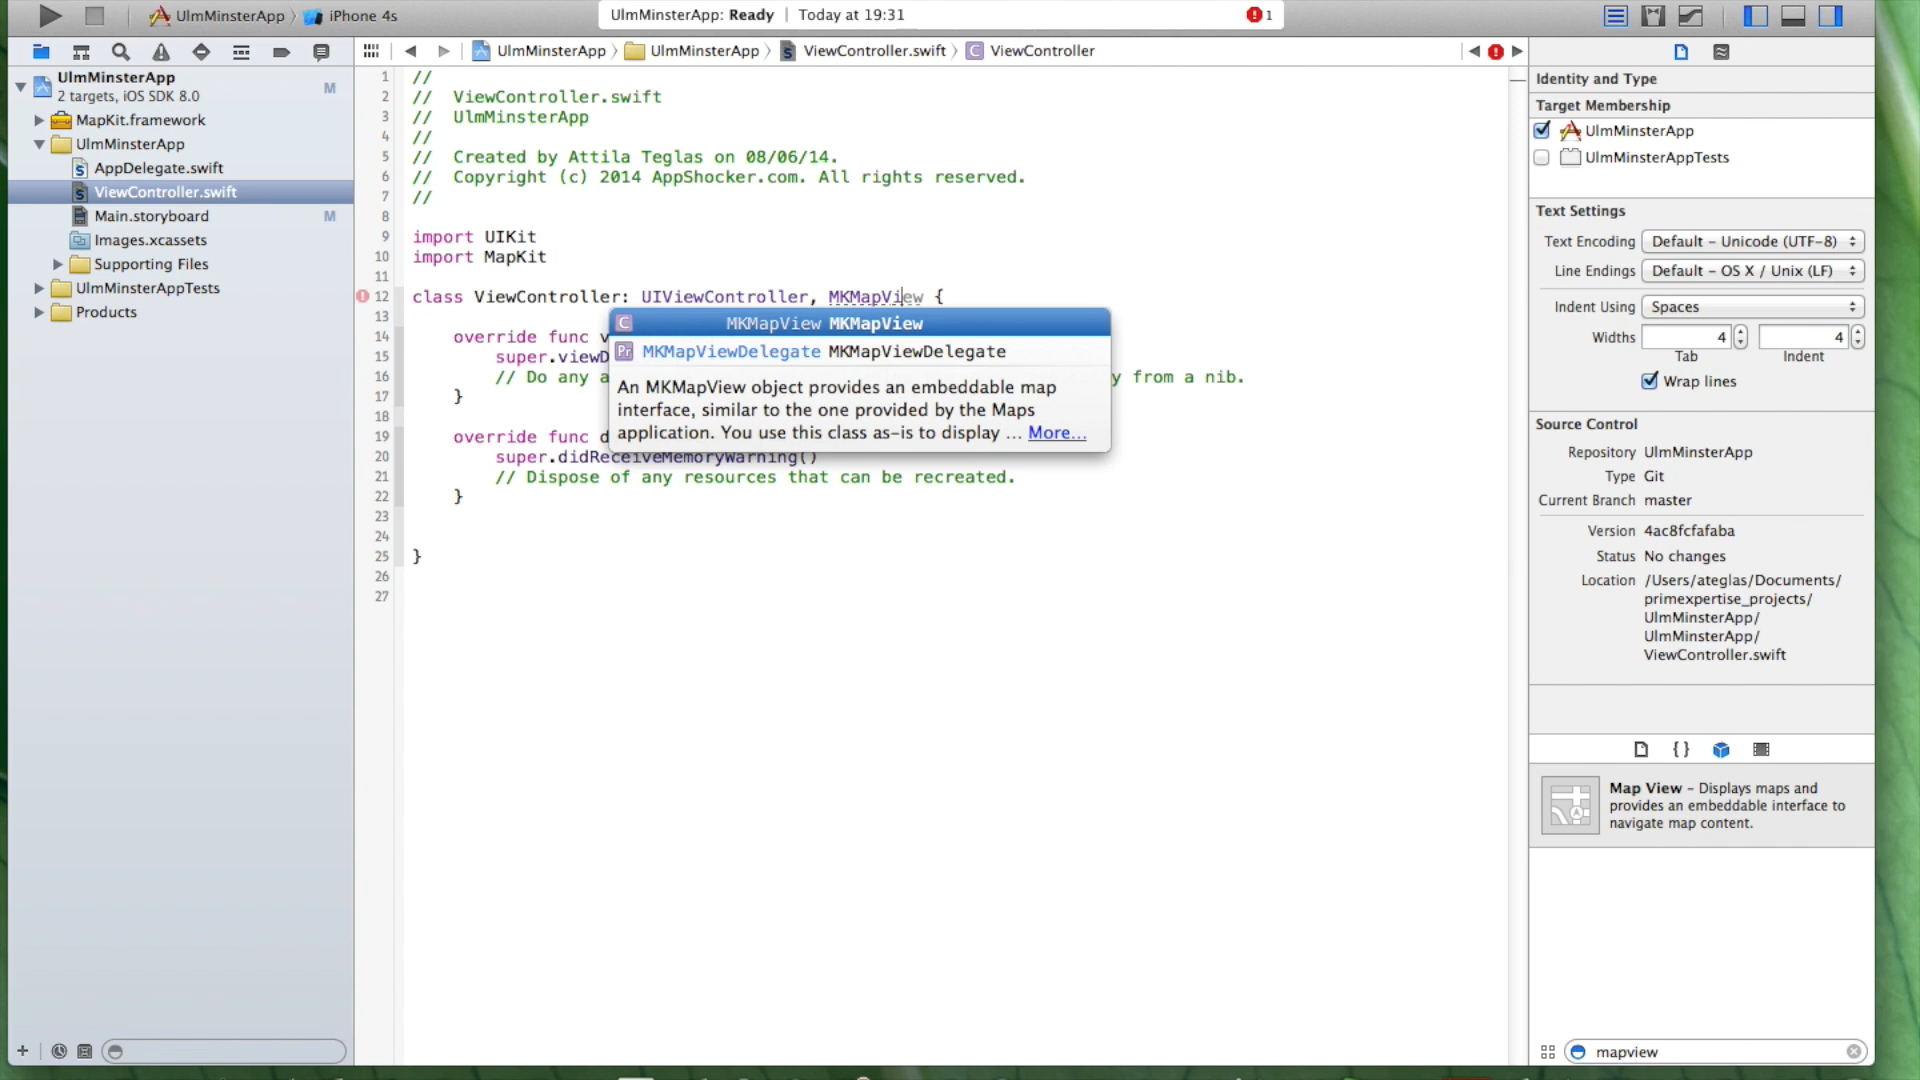 UlmMinsterApp 〉 iPhone 4s
UlmMinsterApp: Ready | Today at 19:31
1
UlmMinsterApp 〉 UlmMinsterApp 〉 ViewController.swift 〉 C ViewController
UlmMinsterApp
2 targets, iOS SDK 8.0
M
MapKit.framework
UlmMinsterApp
AppDelegate.swift
ViewController.swift
Main.storyboard
M
Images.xcassets
Supporting Files
UlmMinsterAppTests
Products
1 //
2 //  ViewController.swift
3 //  UlmMinsterApp
4 //
5 //  Created by Attila Teglas on 08/06/14.
6 //  Copyright (c) 2014 AppShocker.com. All rights reserved.
7 //
8
9 import UIKit
10 import MapKit
11
12 class ViewController: UIViewController, MKMapView {
13
14     override func v
15         super.viewD
16         // Do any a y from a nib.
17     }
18
19     override func d
20         super.didReceiveMemoryWarning()
21         // Dispose of any resources that can be recreated.
22     }
23
24
25 }
26
27
C MKMapView MKMapView
Pr MKMapViewDelegate MKMapViewDelegate
An MKMapView object provides an embeddable map
interface, similar to the one provided by the Maps
application. You use this class as-is to display ... More...
Identity and Type
Target Membership
UlmMinsterApp
UlmMinsterAppTests
Text Settings
Text Encoding Default - Unicode (UTF-8)
Line Endings Default - OS X / Unix (LF)
Indent Using Spaces
Widths 4 4
Tab Indent
Wrap lines
Source Control
Repository UlmMinsterApp
Type Git
Current Branch master
Version 4ac8fcfafaba
Status No changes
Location /Users/ateglas/Documents/
primexpertise_projects/
UlmMinsterApp/
UlmMinsterApp/
ViewController.swift
{ }
Map View - Displays maps and
provides an embeddable interface to
navigate map content.
mapview